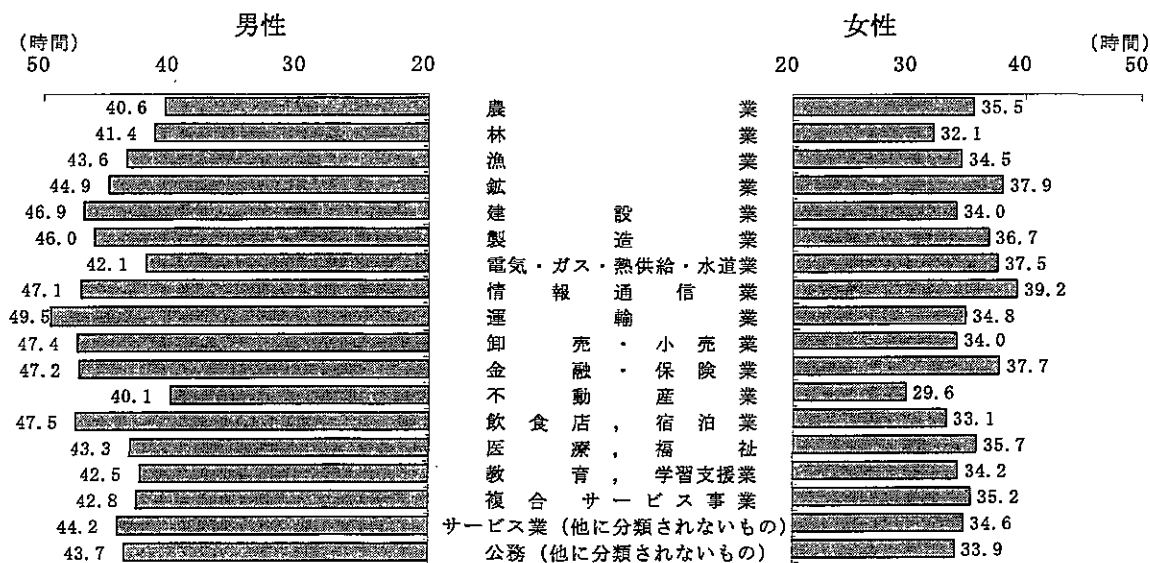 男性 女性
(時間) (時間)
50 40 30 20 20 30 40 50
40.6 農業 35.5
41.4 林業 32.1
43.6 漁業 34.5
44.9 鉱業 37.9
46.9 建設業 34.0
46.0 製造業 36.7
42.1 電気・ガス・熱供給・水道業 37.5
47.1 情報通信業 39.2
49.5 運輸業 34.8
47.4 卸売・小売業 34.0
47.2 金融・保険業 37.7
40.1 不動産業 29.6
47.5 飲食店,宿泊業 33.1
43.3 医療,福祉 35.7
42.5 教育,学習支援業 34.2
42.8 複合サービス事業 35.2
44.2 サービス業(他に分類されないもの) 34.6
43.7 公務(他に分類されないもの) 33.9